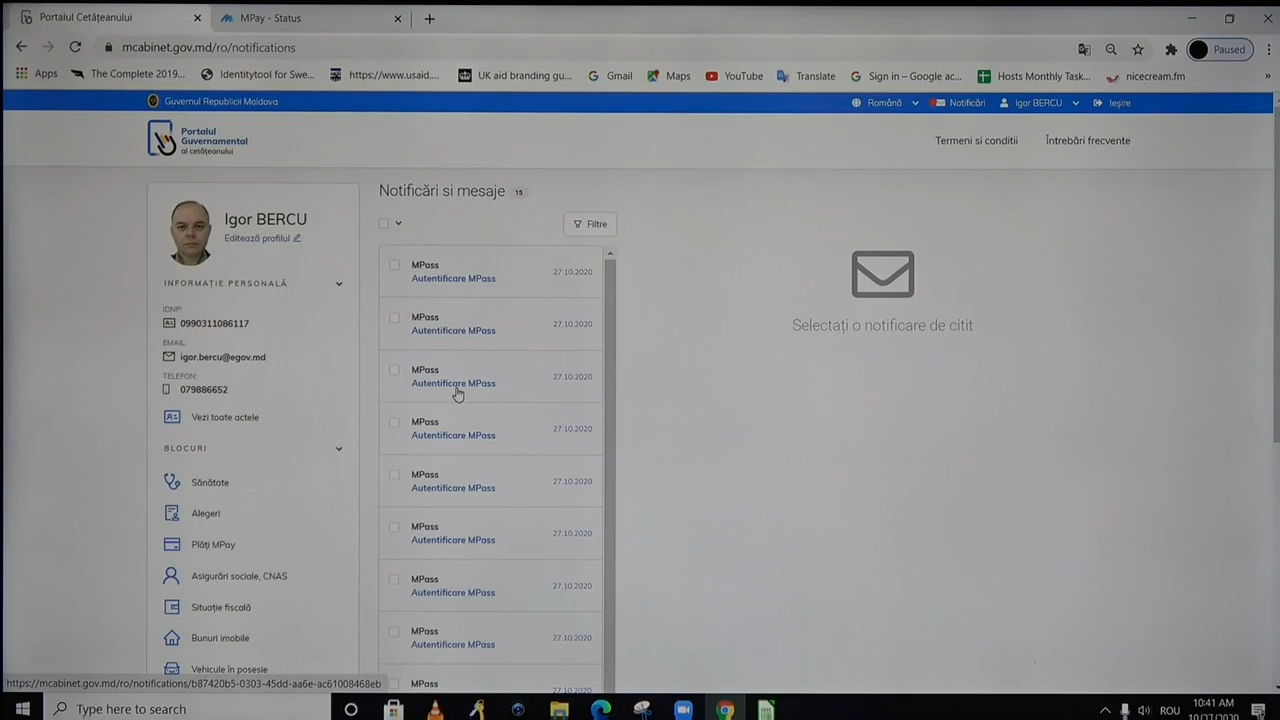 Portalul Cetățeanului
MPay - Status
mcabinet.gov.md/ro/notifications
Paused
Apps
The Complete 2019...
Identitytool for Swe...
https://www.usaid...
UK aid branding gu...
Gmail
Maps
YouTube
Translate
Sign in – Google ac...
Hosts Monthly Task...
nicecream.fm
»
Guvernul Republicii Moldova
Română
Notificări
Igor BERCU
Ieșire
Portalul
Guvernamental
al cetățeanului
Termeni si conditii
Întrebări frecvente
Igor BERCU
Editează profilul
INFORMAȚIE PERSONALĂ
IDNP:
0990311086117
EMAIL:
igor.bercu@egov.md
TELEFON:
079886652
Vezi toate actele
BLOCURI
Sănătate
Alegeri
Plăți MPay
Asigurări sociale, CNAS
Situație fiscală
Bunuri imobile
Vehicule în posesie
Notificări si mesaje 15
Filtre
MPass
Autentificare MPass
27.10.2020
MPass
Autentificare MPass
27.10.2020
MPass
Autentificare MPass
27.10.2020
MPass
Autentificare MPass
27.10.2020
MPass
Autentificare MPass
27.10.2020
MPass
Autentificare MPass
27.10.2020
MPass
Autentificare MPass
27.10.2020
MPass
Autentificare MPass
27.10.2020
MPass
27.10.2020
Selectați o notificare de citit
https://mcabinet.gov.md/ro/notifications/b87420b5-0303-45dd-aa6e-ac61008468eb
Type here to search
ROU
10:41 AM